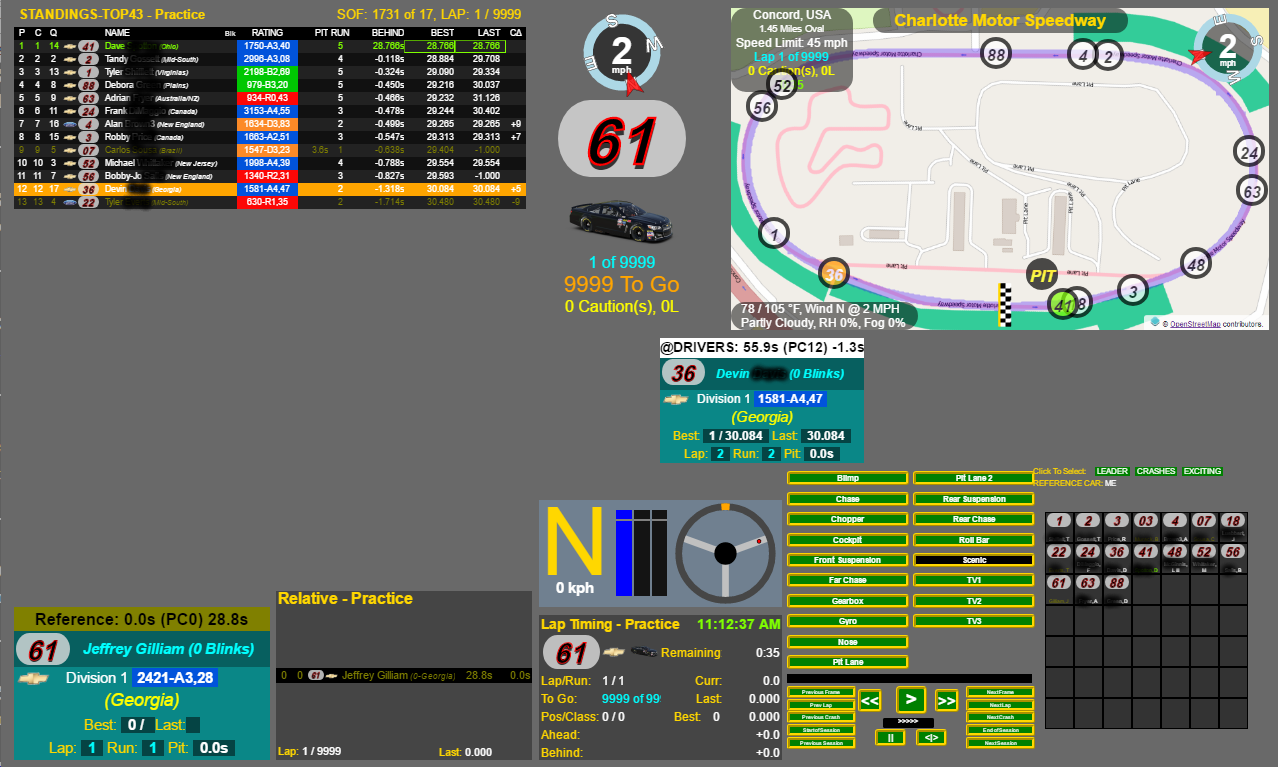 STANDINGS-TOP43 - Practice SOF: 1731 of 17, LAP: 1 / 9999
P C Q NAME Blk RATING PIT RUN BEHIND BEST LAST CΔ
1 1 14 41 Dave (Ohio) 1750-A3,40 5 28.766s 28.766 28.766
2 2 2 2 Tandy (Mid-South) 2996-A3,08 4 -0.118s 28.884 29.708
3 3 13 1 Tyler (Virginias) 2198-B2,69 5 -0.324s 29.090 29.334
4 4 8 88 Debora (Plains) 979-B3,20 5 -0.450s 29.216 30.037
5 5 9 63 Adrian (Australia/NZ) 934-R0,43 5 -0.466s 29.232 31.126
6 6 11 24 Frank (Canada) 3153-A4,55 3 -0.478s 29.244 30.402
7 7 16 4 Alan (New England) 1634-D3,83 2 -0.499s 29.265 29.265 +9
8 8 15 3 Robby (Canada) 1663-A2,51 3 -0.547s 29.313 29.313 +7
9 9 5 07 Carlos (Brazil) 1547-D3,23 3.6s 1 -0.638s 29.404 -1.000
10 10 3 52 Michael (New Jersey) 1998-A4,39 4 -0.788s 29.554 29.554
11 11 7 56 Bobby-Jo (New England) 1340-R2,31 3 -0.827s 29.593 -1.000
12 12 17 36 Devin (Georgia) 1581-A4,47 2 -1.318s 30.084 30.084 +5
13 13 4 22 Tyler (Mid-South) 630-R1,35 2 -1.714s 30.480 30.480 -9
S
2
mph
E
W
61
1 of 9999
9999 To Go
0 Caution(s), 0L
Concord, USA
1.45 Miles Oval
Speed Limit: 45 mph
Lap 1 of 9999
0 Caution(s), 0L
Charlotte Motor Speedway
E
S
2
mph
W
88
4
2
52
56
24
63
1
36
48
3
41
8
PIT
Pit Lane
Charlotte Motor Speedway
78 / 105 °F, Wind N @ 2 MPH
Partly Cloudy, RH 0%, Fog 0%
© OpenStreetMap contributors.
@DRIVERS: 55.9s (PC12) -1.3s
36 Devin (0 Blinks)
Division 1 1581-A4,47
(Georgia)
Best: 1 / 30.084 Last: 30.084
Lap: 2 Run: 2 Pit: 0.0s
Blimp Pit Lane 2
Chase Rear Suspension
Chopper Rear Chase
Cockpit Roll Bar
Front Suspension Scenic
Far Chase TV1
Gearbox TV2
Gyro TV3
Nose
Pit Lane
Previous Frame
Prev Lap
Previous Crash
StartofSession
Previous Session
<<
>
>>
>>>>>
||
<|>
NextFrame
NextLap
NextCrash
EndofSession
NextSession
Click To Select: LEADER CRASHES EXCITING
REFERENCE CAR: ME
1 2 3 03 4 07 18
22 24 36 41 48 52 56
61 63 88
N
0 kph
Reference: 0.0s (PC0) 28.8s
61 Jeffrey Gilliam (0 Blinks)
Division 1 2421-A3,28
(Georgia)
Best: 0 / Last:
Lap: 1 Run: 1 Pit: 0.0s
Relative - Practice
0 0 61 Jeffrey Gilliam (0-Georgia) 28.8s 0.0s
Lap: 1 / 9999 Last: 0.000
Lap Timing - Practice 11:12:37 AM
61 Remaining 0:35
Lap/Run: 1 / 1 Curr: 0.0
To Go: 9999 of 99 Last: 0.000
Pos/Class: 0 / 0 Best: 0 0.000
Ahead: +0.0
Behind: +0.0